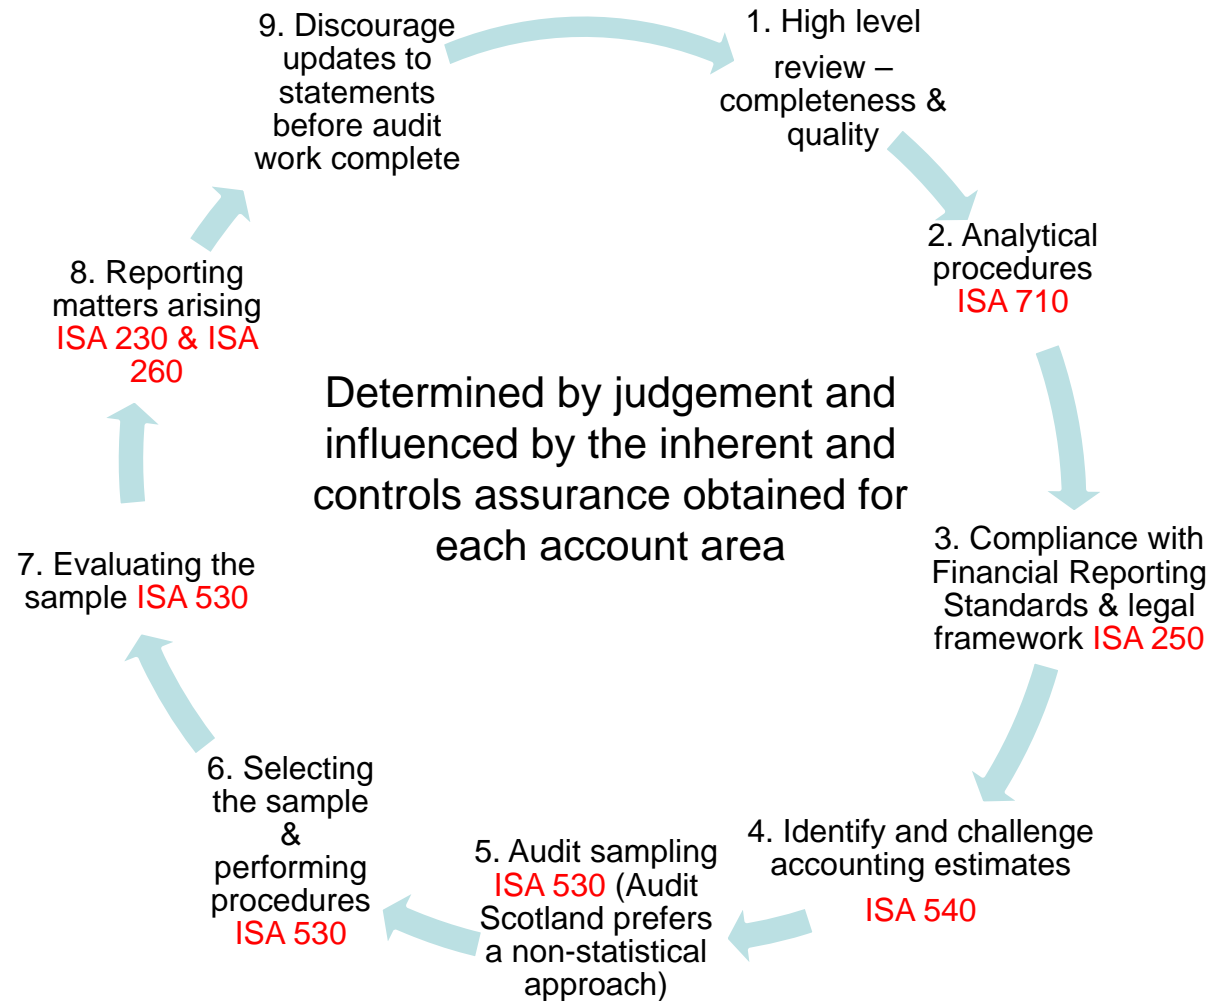 9. Discourage
updates to
statements
before audit
work complete
1. High level
review –
completeness &
quality
2. Analytical
procedures
ISA 710
3. Compliance with
Financial Reporting
Standards & legal
framework ISA 250
4. Identify and challenge
accounting estimates
ISA 540
5. Audit sampling
ISA 530 (Audit
Scotland prefers
a non-statistical
approach)
6. Selecting
the sample
&
performing
procedures
ISA 530
7. Evaluating the
sample ISA 530
8. Reporting
matters arising
ISA 230 & ISA
260
Determined by judgement and
influenced by the inherent and
controls assurance obtained for
each account area